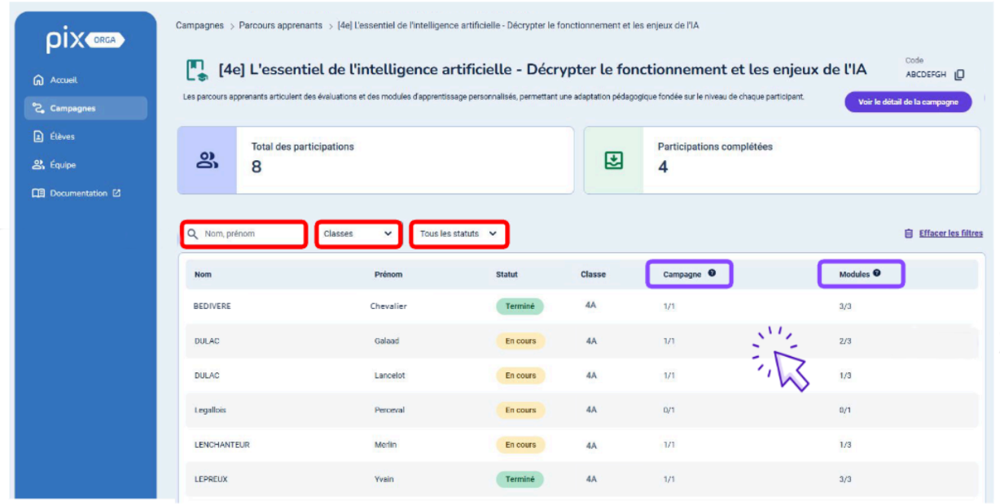 pix ORGA
Accueil
Campagnes
Élèves
Équipe
Documentation
Campagnes > Parcours apprenants > [4e] L'essentiel de l'intelligence artificielle - Décrypter le fonctionnement et les enjeux de l'IA
[4e] L'essentiel de l'intelligence artificielle - Décrypter le fonctionnement et les enjeux de l'IA
Code
ABCDEFGH
Les parcours apprenants articulent des évaluations et des modules d'apprentissage personnalisés, permettant une adaptation pédagogique fondée sur le niveau de chaque participant.
Voir le détail de la campagne
Total des participations
8
Participations complétées
4
Nom, prénom
Classes
Tous les statuts
Effacer les filtres
Nom Prénom Statut Classe Campagne ? Modules ?
BEDIVERE Chevalier Terminé 4A 1/1 3/3
DULAC Galaad En cours 4A 1/1 2/3
DULAC Lancelot En cours 4A 1/1 1/3
Legallois Perceval En cours 4A 0/1 0/1
LENCHANTEUR Merlin En cours 4A 1/1 1/3
LEPREUX Yvain Terminé 4A 1/1 3/3